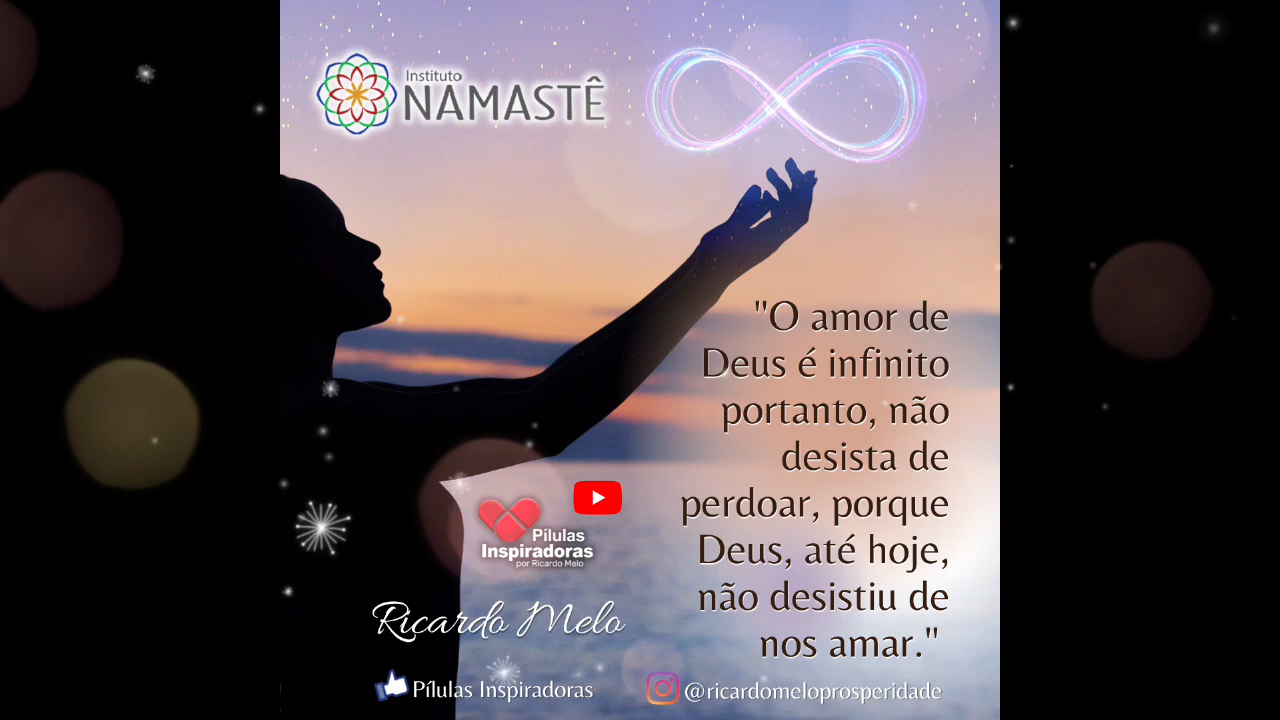 Instituto
NAMASTÊ
"O amor de
Deus é infinito
portanto, não
desista de
perdoar, porque
Deus, até hoje,
não desistiu de
nos amar."
Pílulas
Inspiradoras
por Ricardo Melo
Ricardo Melo
Pílulas Inspiradoras
@ricardomeloprosperidade